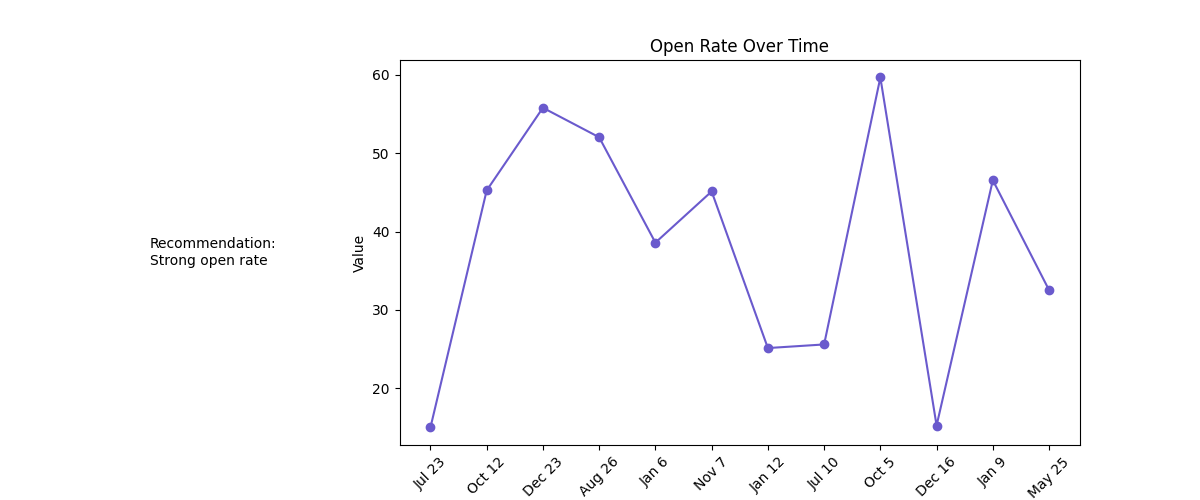 Open Rate Over Time
Recommendation:
Strong open rate
Value
60
50
40
30
20
Jul 23
Oct 12
Dec 23
Aug 26
Jan 6
Nov 7
Jan 12
Jul 10
Oct 5
Dec 16
Jan 9
May 25